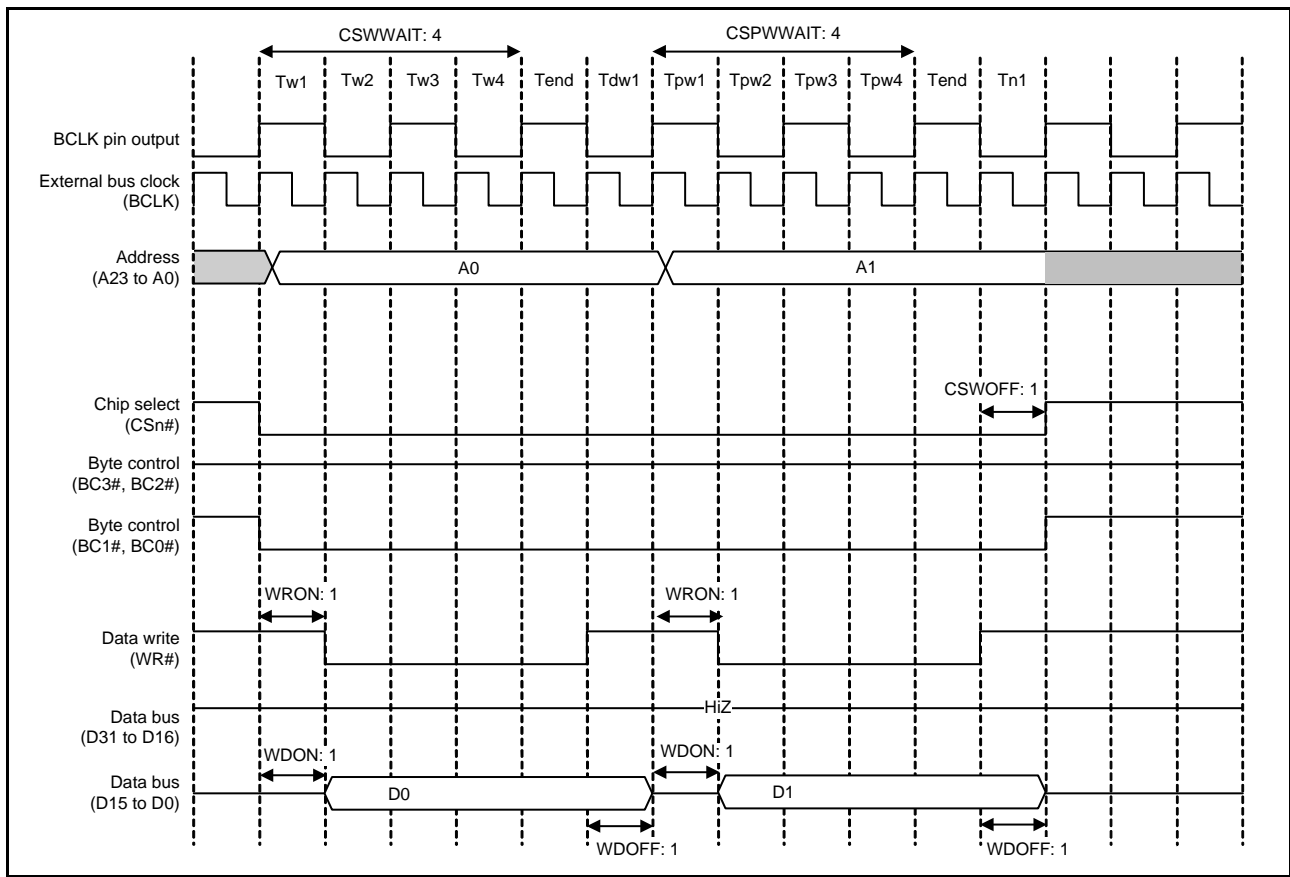 CSWWAIT: 4 CSPWWAIT: 4
Tw1 Tw2 Tw3 Tw4 Tend Tdw1 Tpw1 Tpw2 Tpw3 Tpw4 Tend Tn1
BCLK pin output
External bus clock
(BCLK)
Address
(A23 to A0)
A0 A1
CSWOFF: 1
Chip select
(CSn#)
Byte control
(BC3#, BC2#)
Byte control
(BC1#, BC0#)
WRON: 1 WRON: 1
Data write
(WR#)
HiZ
Data bus
(D31 to D16)
WDON: 1 WDON: 1
Data bus
(D15 to D0)
D0 D1
WDOFF: 1 WDOFF: 1